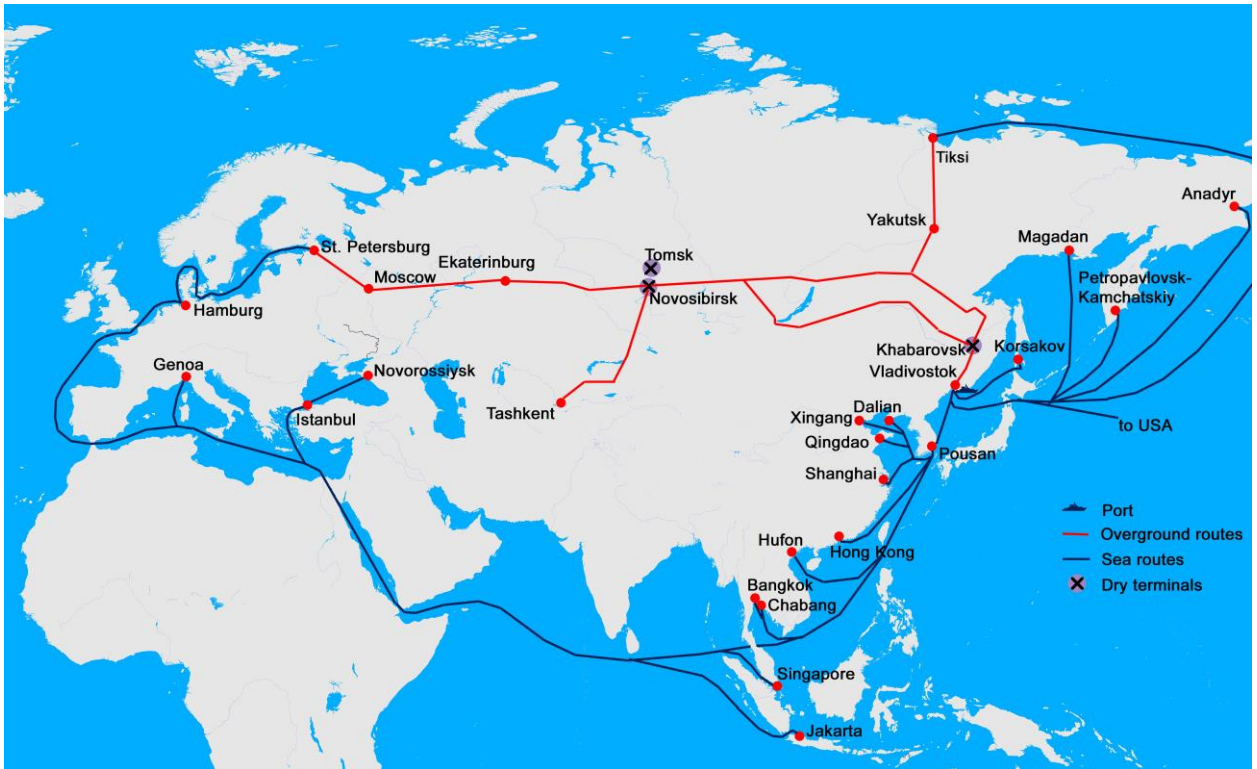 Tiksi
Anadyr
Yakutsk
Magadan
St. Petersburg
Tomsk
Ekaterinburg
Moscow
Petropavlovsk-
Kamchatskiy
Novosibirsk
Hamburg
Khabarovsk
Korsakov
Genoa
Novorossiysk
Vladivostok
Istanbul
Tashkent
Dalian
Xingang
to USA
Qingdao
Pousan
Shanghai
Port
Overground routes
Hufon
Hong Kong
Sea routes
Bangkok
Dry terminals
Chabang
Singapore
Jakarta